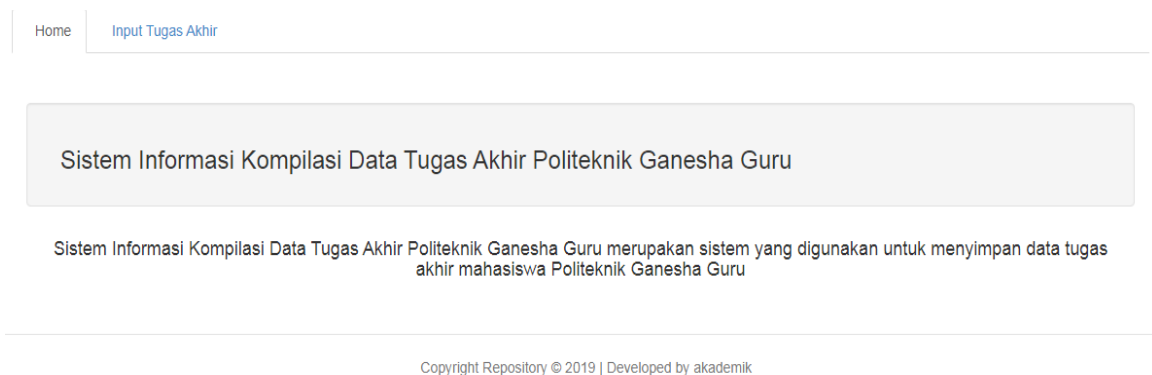 Home Input Tugas Akhir
Sistem Informasi Kompilasi Data Tugas Akhir Politeknik Ganesha Guru
Sistem Informasi Kompilasi Data Tugas Akhir Politeknik Ganesha Guru merupakan sistem yang digunakan untuk menyimpan data tugas
akhir mahasiswa Politeknik Ganesha Guru
Copyright Repository © 2019 | Developed by akademik